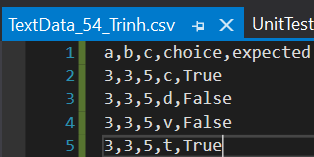 TextData_54_Trinh.csv UnitTest
1 a,b,c,choice,expected
2 3,3,5,c,True
3 3,3,5,d,False
4 3,3,5,v,False
5 3,3,5,t,True